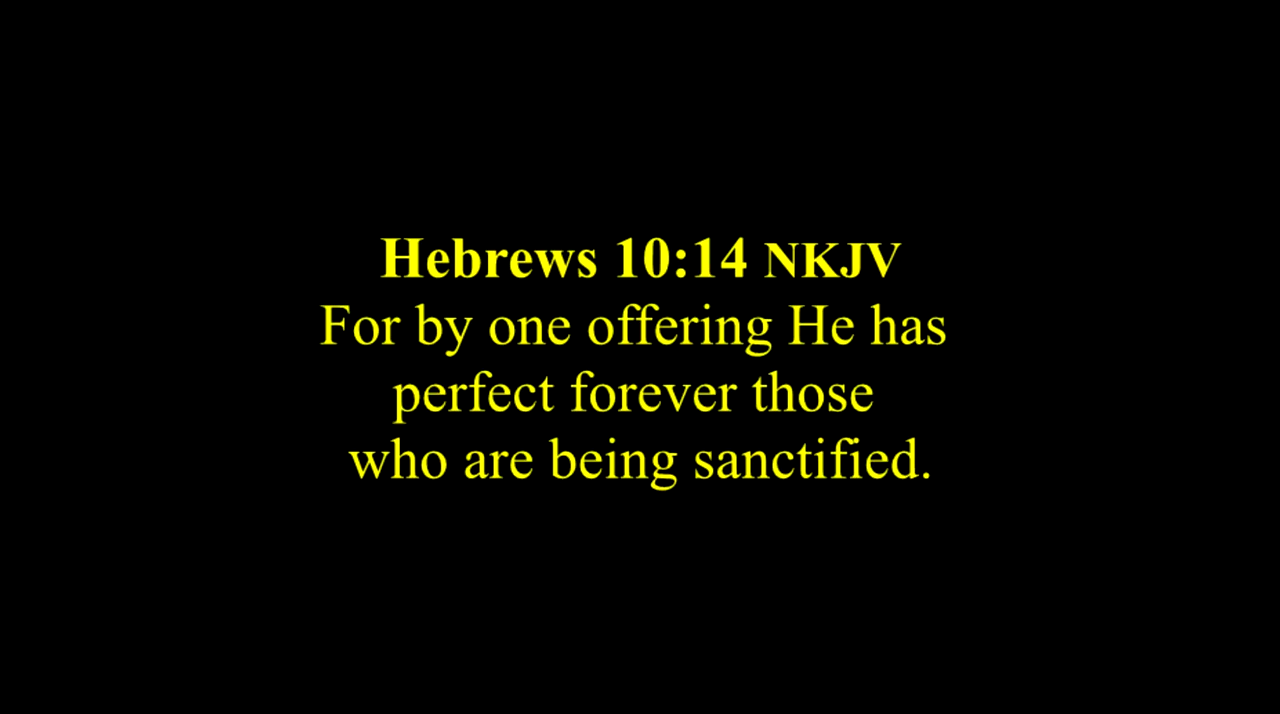 Hebrews 10:14 NKJV
For by one offering He has
perfect forever those
who are being sanctified.